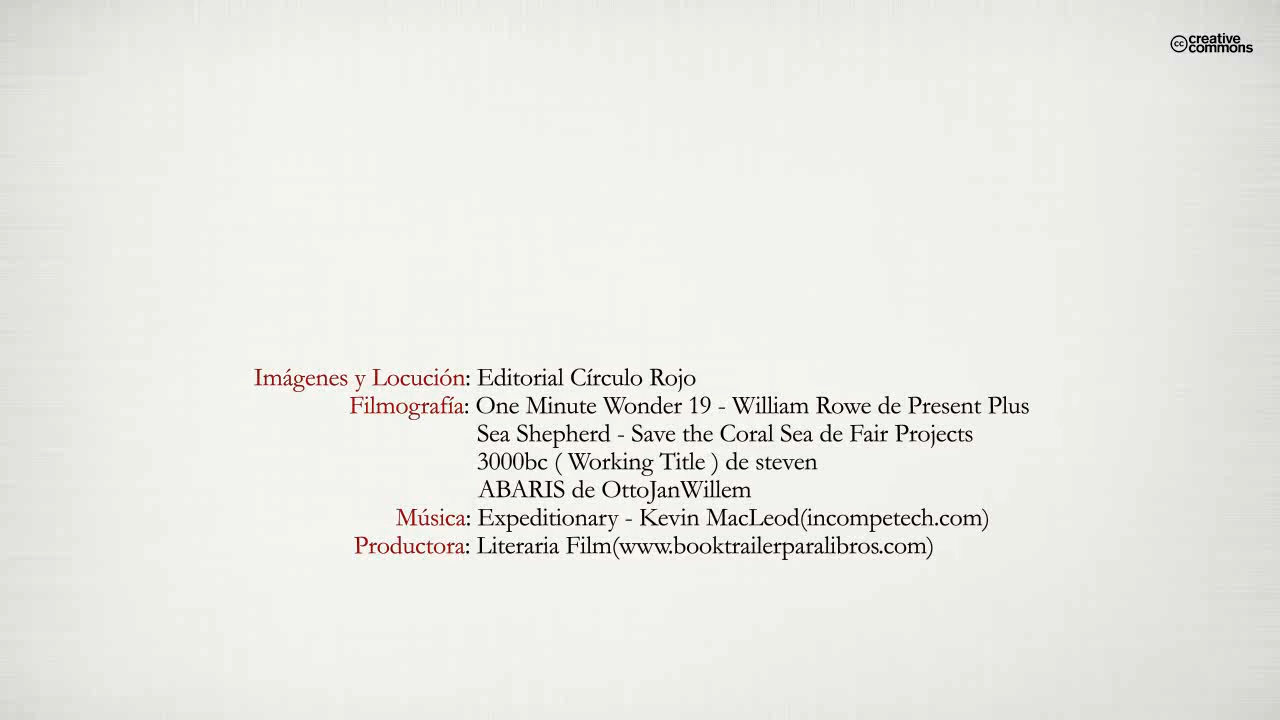 cc creative
commons
Imágenes y Locución: Editorial Círculo Rojo
Filmografía: One Minute Wonder 19 - William Rowe de Present Plus
Sea Shepherd - Save the Coral Sea de Fair Projects
3000bc ( Working Title ) de steven
ABARIS de OttoJanWillem
Música: Expeditionary - Kevin MacLeod(incompetech.com)
Productora: Literaria Film(www.booktrailerparalibros.com)